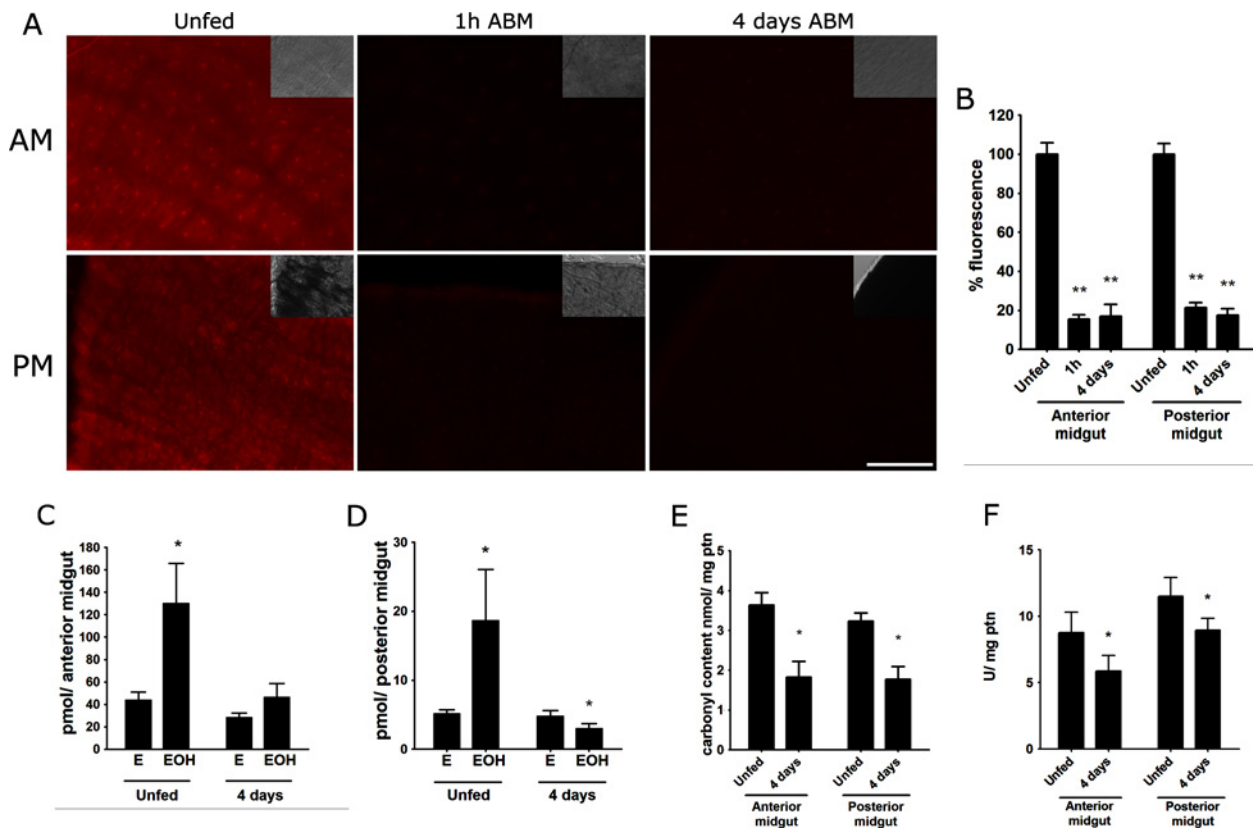 A
Unfed
1h ABM
4 days ABM
AM
PM
B
% fluorescence
120
100
80
60
40
20
0
**
**
**
**
Unfed
1h
4 days
Unfed
1h
4 days
Anterior
midgut
Posterior
midgut
C
pmol/ anterior midgut
180
160
140
120
100
80
60
40
20
0
*
E
EOH
E
EOH
Unfed
4 days
D
pmol/ posterior midgut
30
20
10
0
*
*
E
EOH
E
EOH
Unfed
4 days
E
carbonyl content nmol/ mg ptn
5
4
3
2
1
0
*
*
Unfed
4 days
Unfed
4 days
Anterior
midgut
Posterior
midgut
F
U/ mg ptn
15
10
5
0
*
*
Unfed
4 days
Unfed
4 days
Anterior
midgut
Posterior
midgut